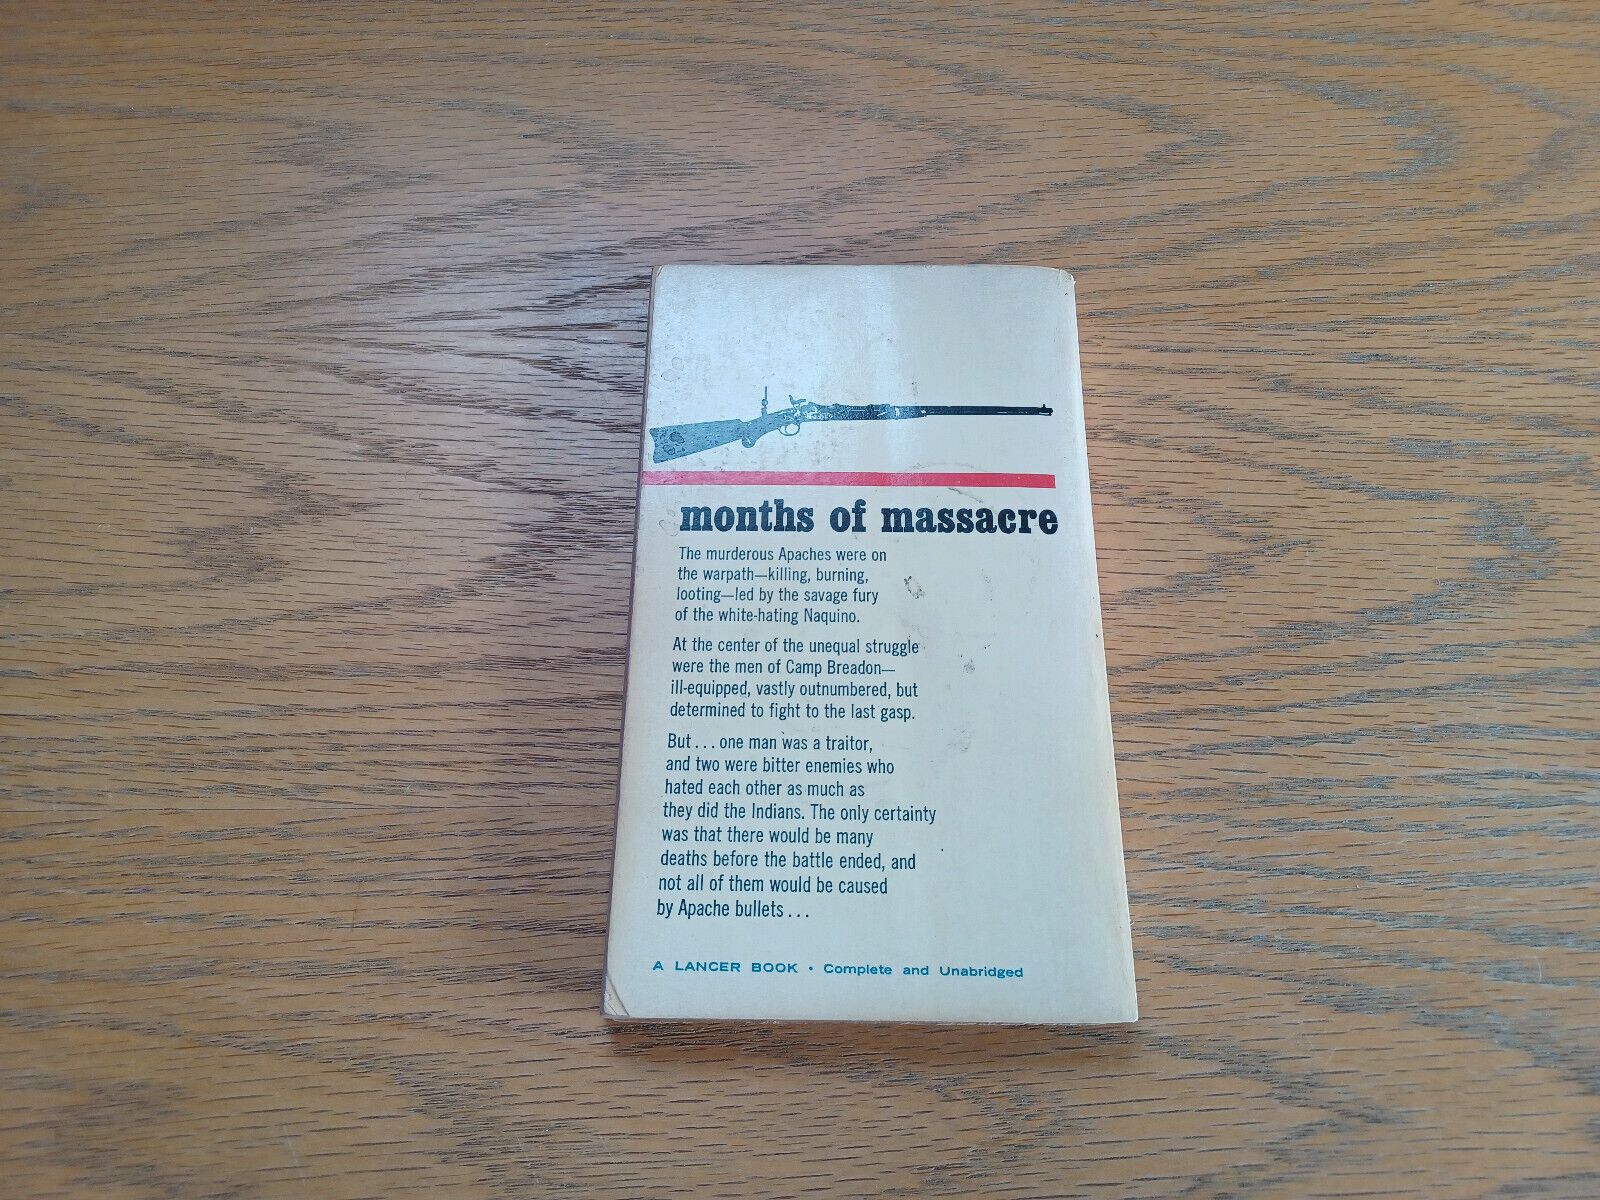 months of massacre
The murderous Apaches were on
the warpath—killing, burning,
looting—led by the savage fury
of the white-hating Naquino.
At the center of the unequal struggle
were the men of Camp Breadon—
ill-equipped, vastly outnumbered, but
determined to fight to the last gasp.
But... one man was a traitor,
and two were bitter enemies who
hated each other as much as
they did the Indians. The only certainty
was that there would be many
deaths before the battle ended, and
not all of them would be caused
by Apache bullets...
A LANCER BOOK • Complete and Unabridged